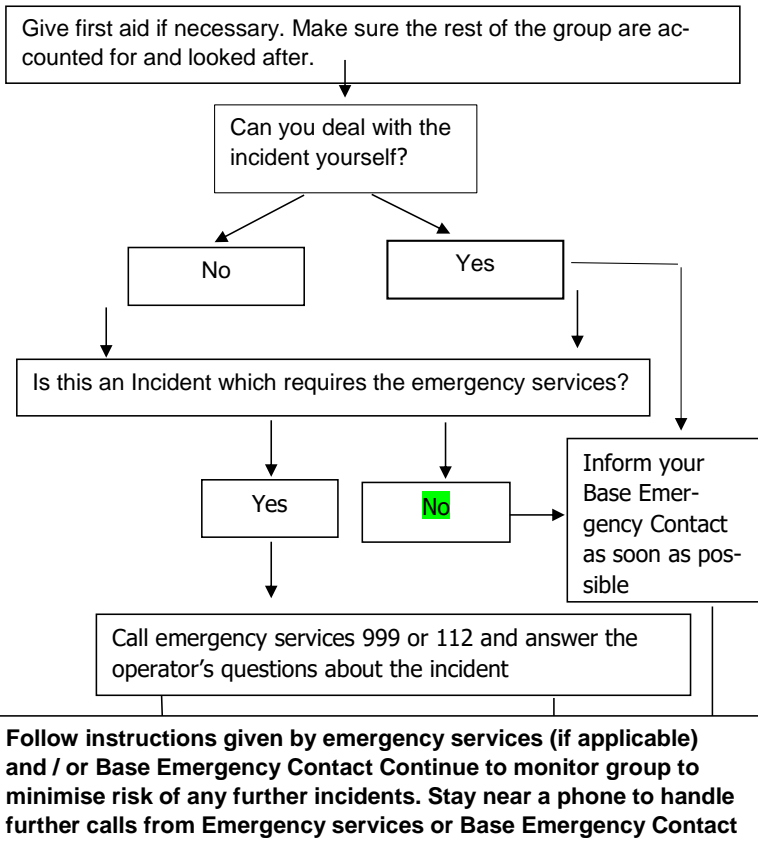 Give first aid if necessary. Make sure the rest of the group are ac-
counted for and looked after.
Can you deal with the
incident yourself?
No
Yes
Is this an Incident which requires the emergency services?
Yes
No
Inform your
Base Emer-
gency Contact
as soon as pos-
sible
Call emergency services 999 or 112 and answer the
operator’s questions about the incident
Follow instructions given by emergency services (if applicable)
and / or Base Emergency Contact Continue to monitor group to
minimise risk of any further incidents. Stay near a phone to handle
further calls from Emergency services or Base Emergency Contact